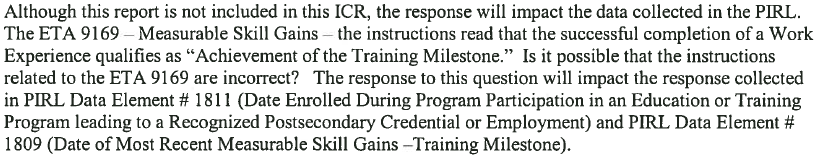 Although this report is not included in this ICR, the response will impact the data collected in the PIRL.
The ETA 9169 – Measurable Skill Gains – the instructions read that the successful completion of a Work
Experience qualifies as “Achievement of the Training Milestone.”  Is it possible that the instructions
related to the ETA 9169 are incorrect?   The response to this question will impact the response collected
in PIRL Data Element # 1811 (Date Enrolled During Program Participation in an Education or Training
Program leading to a Recognized Postsecondary Credential or Employment) and PIRL Data Element #
1809 (Date of Most Recent Measurable Skill Gains –Training Milestone).